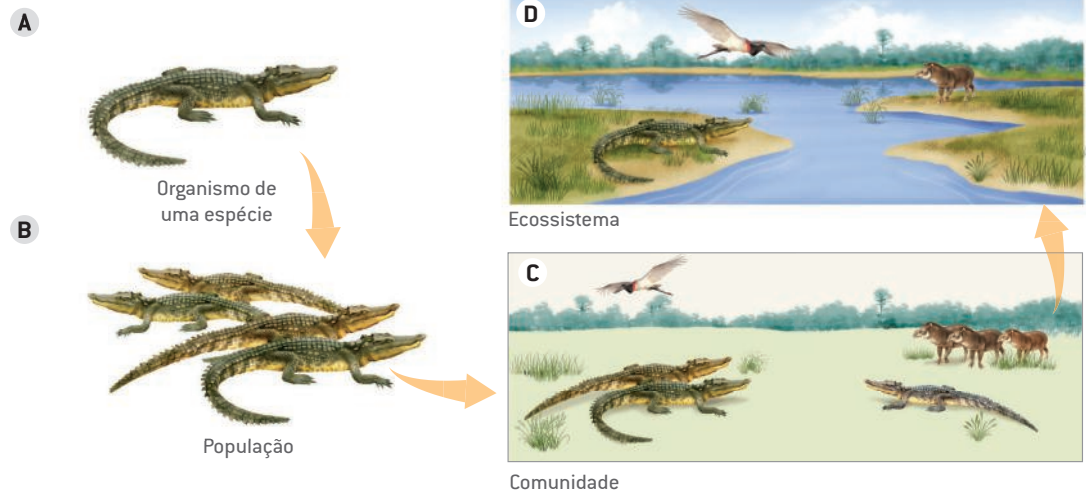 A
Organismo de
uma espécie
B
População
C
Comunidade
D
Ecossistema